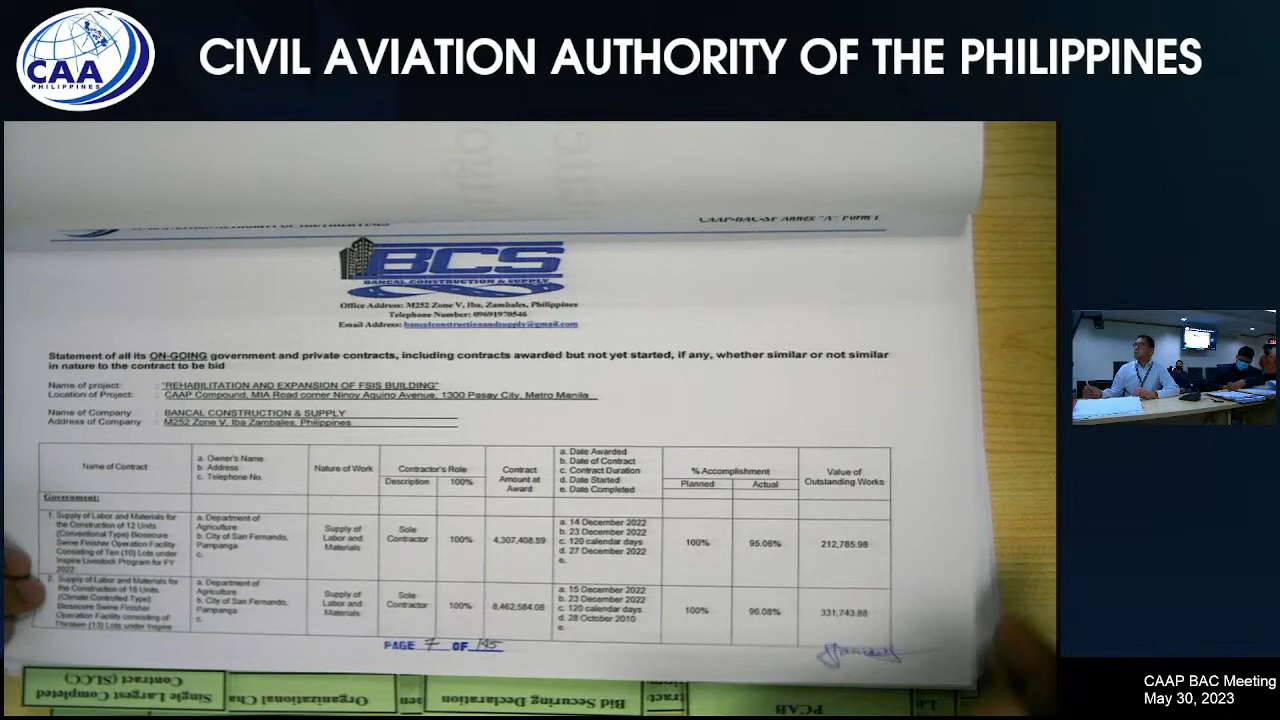 CAA
PHILIPPINES
CIVIL AVIATION AUTHORITY OF THE PHILIPPINES
CAAP-BAC-SF Annex "A" Form 1
BCS
BANCAL CONSTRUCTION & SUPPLY
Office Address: M252 Zone V, Iba, Zambales, Philippines
Telephone Number: 09691970546
Email Address: bancalconstructionandsupply@gmail.com
Statement of all its ON-GOING government and private contracts, including contracts awarded but not yet started, if any, whether similar or not similar
in nature to the contract to be bid
Name of project: : "REHABILITATION AND EXPANSION OF FSIS BUILDING"
Location of Project: : CAAP Compound, MIA Road corner Ninoy Aquino Avenue, 1300 Pasay City, Metro Manila
Name of Company : BANCAL CONSTRUCTION & SUPPLY
Address of Company : M252 Zone V, Iba Zambales, Philippines
Name of Contract
a. Owner's Name
b. Address
c. Telephone No.
Nature of Work
Contractor's Role
Description
100%
Contract
Amount at
Award
a. Date Awarded
b. Date of Contract
c. Contract Duration
d. Date Started
e. Date Completed
% Accomplishment
Planned
Actual
Value of
Outstanding Works
Government:
1. Supply of Labor and Materials for
the Construction of 12 Units
(Conventional Type) Biosecure
Swine Finisher Operation Facility
Consisting of Ten (10) Lots under
Inspire Livestock Program for FY
2022
a. Department of
Agriculture
b. City of San Fernando,
Pampanga
c.
Supply of
Labor and
Materials
Sole
Contractor
100%
4,307,408.59
a. 14 December 2022
b. 23 December 2022
c. 120 calendar days
d. 27 December 2022
e.
100%
95.06%
212,785.98
2. Supply of Labor and Materials for
the Construction of 16 Units
(Climate Controlled Type)
Biosecure Swine Finisher
Operation Facility consisting of
Thirteen (13) Lots under Inspire
a. Department of
Agriculture
b. City of San Fernando,
Pampanga
c.
Supply of
Labor and
Materials
Sole
Contractor
100%
8,462,584.08
a. 15 December 2022
b. 23 December 2022
c. 120 calendar days
d. 28 October 2010
e.
100%
96.08%
331,743.88
PAGE 7 OF 145
Single Largest Completed
Contract (SLCC)
Organizational Cha
Bid Securing Declaration
PCAB
CAAP BAC Meeting
May 30, 2023